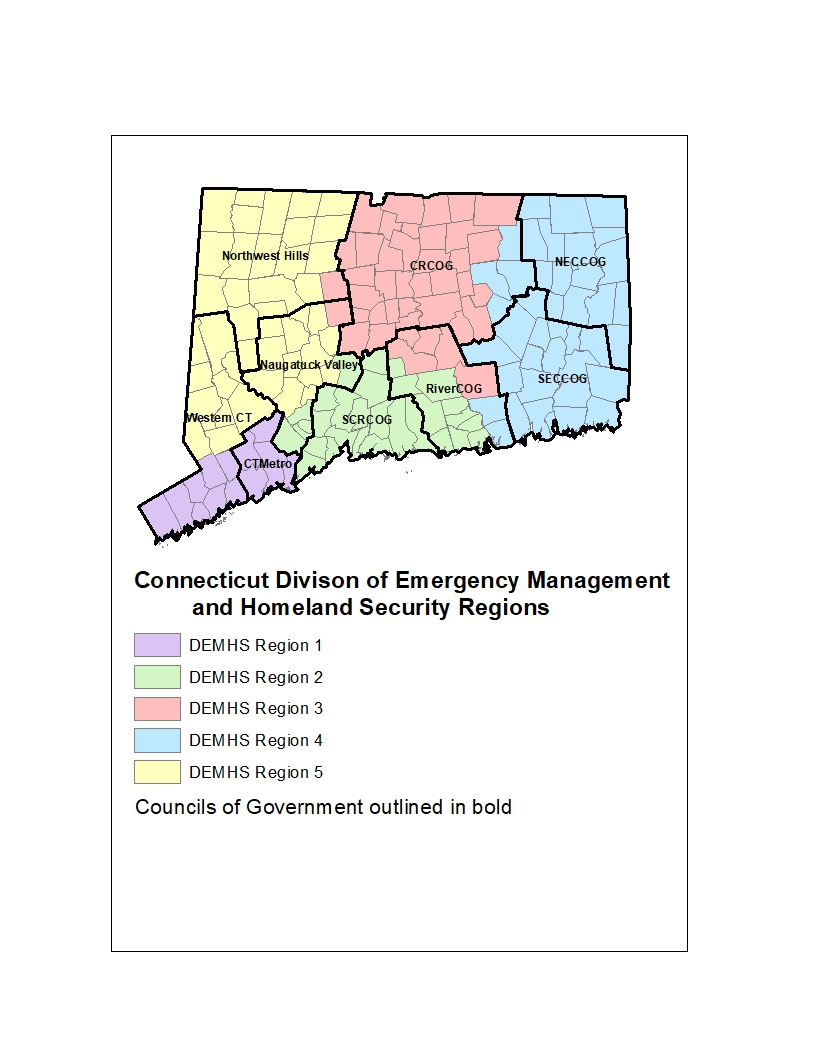 Northwest Hills
CRCOG
NECCOG
Naugatuck Valley
SECCOG
RiverCOG
Western CT
SCRCOG
CTMetro
Connecticut Divison of Emergency Management
and Homeland Security Regions
DEMHS Region 1
DEMHS Region 2
DEMHS Region 3
DEMHS Region 4
DEMHS Region 5
Councils of Government outlined in bold